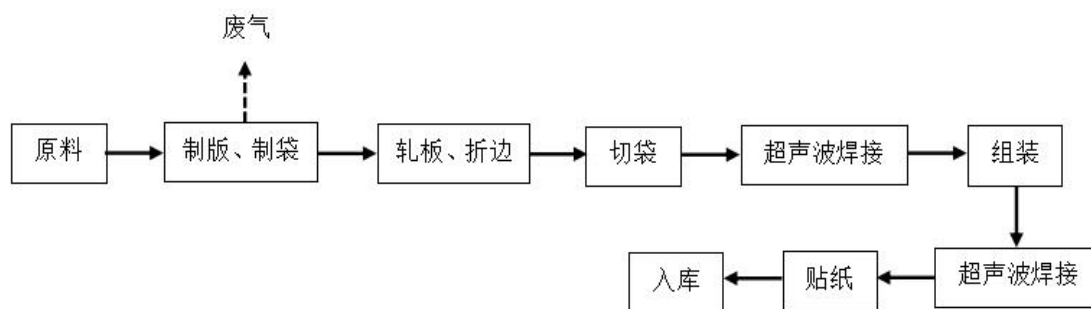 废气
原料
制版、制袋
轧板、折边
切袋
超声波焊接
组装
超声波焊接
贴纸
入库